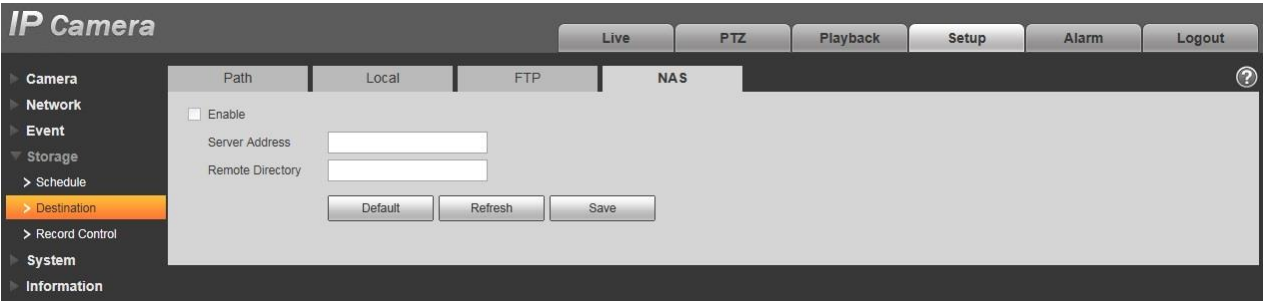 IP Camera
Live PTZ Playback Setup Alarm Logout
Camera
Network
Event
Storage
> Schedule
> Destination
> Record Control
System
Information
Path Local FTP NAS
?
Enable
Server Address
Remote Directory
Default Refresh Save